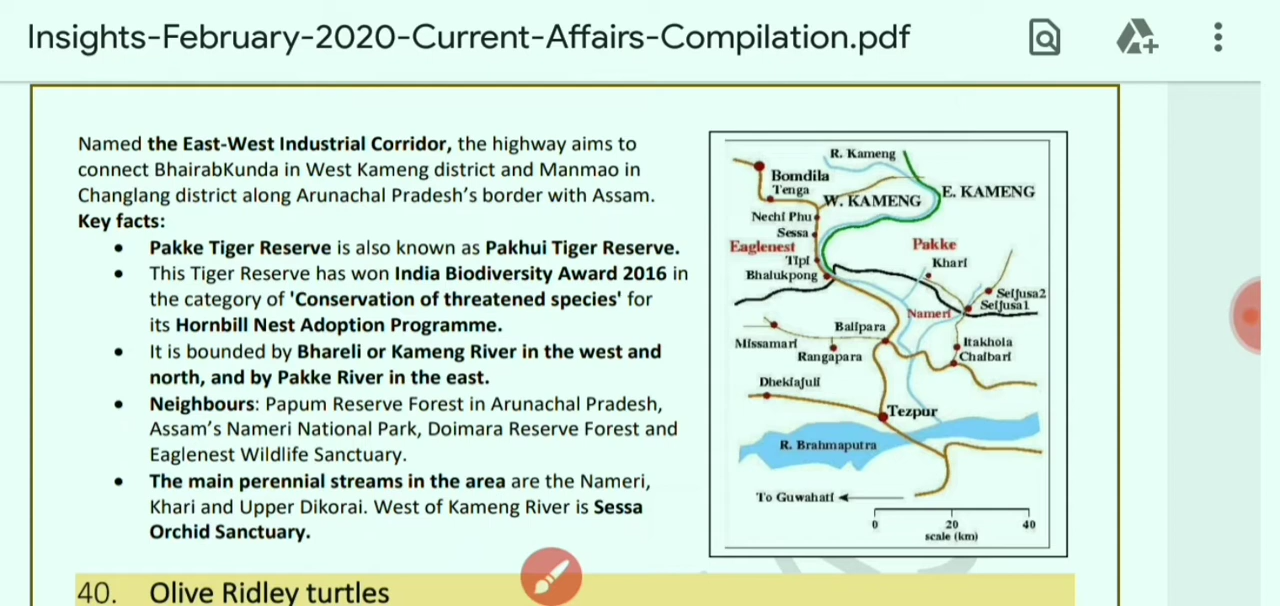 Insights-February-2020-Current-Affairs-Compilation.pdf
Named the East-West Industrial Corridor, the highway aims to
connect BhairabKunda in West Kameng district and Manmao in
Changlang district along Arunachal Pradesh's border with Assam.
Key facts:
• Pakke Tiger Reserve is also known as Pakhui Tiger Reserve.
• This Tiger Reserve has won India Biodiversity Award 2016 in
the category of 'Conservation of threatened species' for
its Hornbill Nest Adoption Programme.
• It is bounded by Bhareli or Kameng River in the west and
north, and by Pakke River in the east.
• Neighbours: Papum Reserve Forest in Arunachal Pradesh,
Assam's Nameri National Park, Doimara Reserve Forest and
Eaglenest Wildlife Sanctuary.
• The main perennial streams in the area are the Nameri,
Khari and Upper Dikorai. West of Kameng River is Sessa
Orchid Sanctuary.
R. Kameng
Bomdila
Tenga
W. KAMENG
E. KAMENG
Nechi Phu
Sessa
Eaglenest
Pakke
Tipi
Khari
Bhalukpong
Seijusa2
Seijusa1
Nameri
Balipara
Missamari
Itakhola
Rangapara
Chalbari
Dhekiajuli
Tezpur
R. Brahmaputra
To Guwahati
0 20 40
scale (km)
40. Olive Ridley turtles